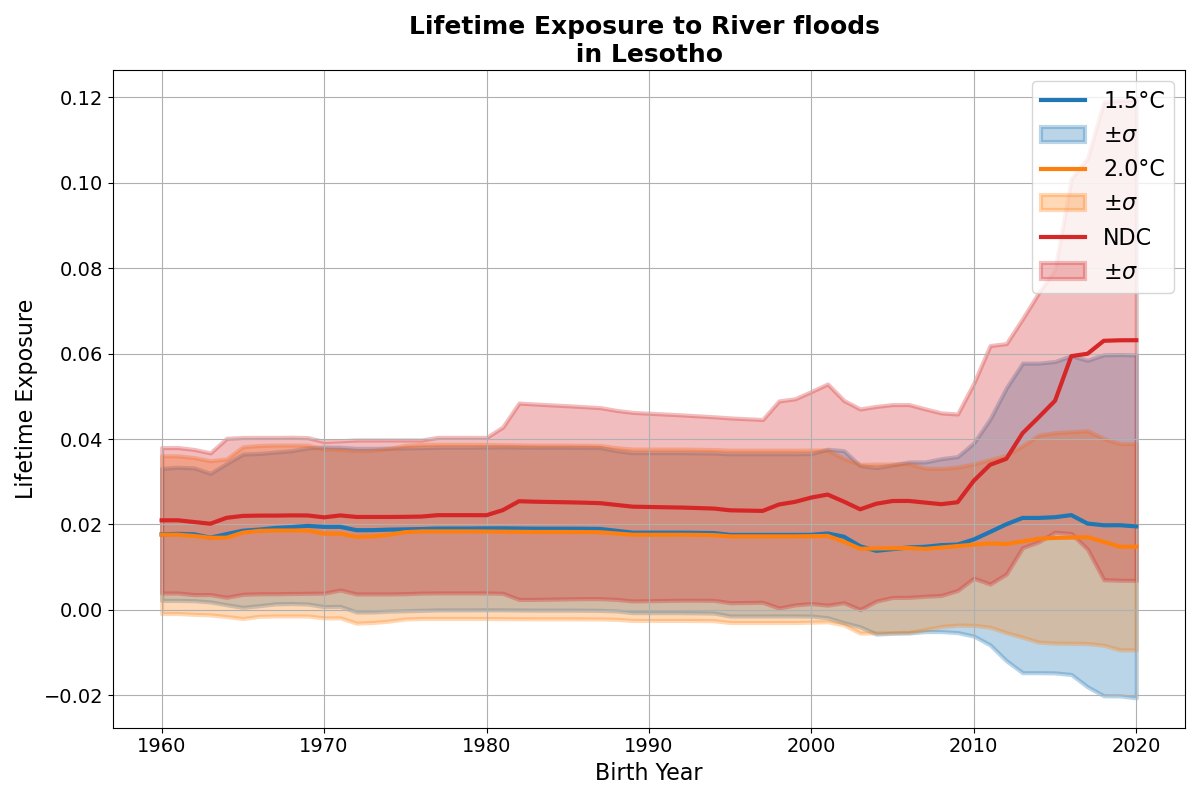 Lifetime Exposure to River floods
in Lesotho
Lifetime Exposure
0.12
0.10
0.08
0.06
0.04
0.02
0.00
−0.02
1960
1970
1980
1990
2000
2010
2020
Birth Year
1.5°C
±σ
2.0°C
±σ
NDC
±σ